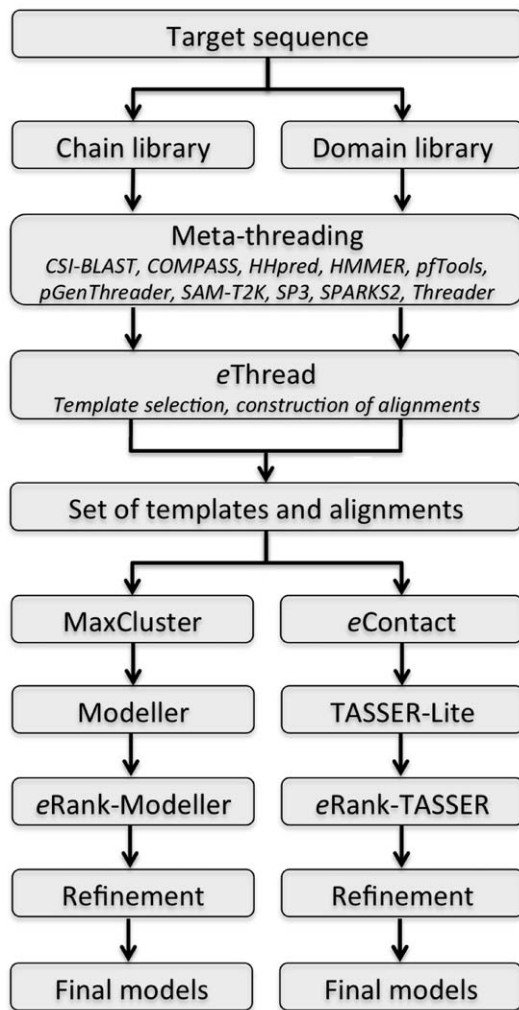 Target sequence
Chain library
Domain library
Meta-threading
CSI-BLAST, COMPASS, HHpred, HMMER, pfTools,
pGenThreader, SAM-T2K, SP3, SPARKS2, Threader
eThread
Template selection, construction of alignments
Set of templates and alignments
MaxCluster
eContact
Modeller
TASSER-Lite
eRank-Modeller
eRank-TASSER
Refinement
Refinement
Final models
Final models